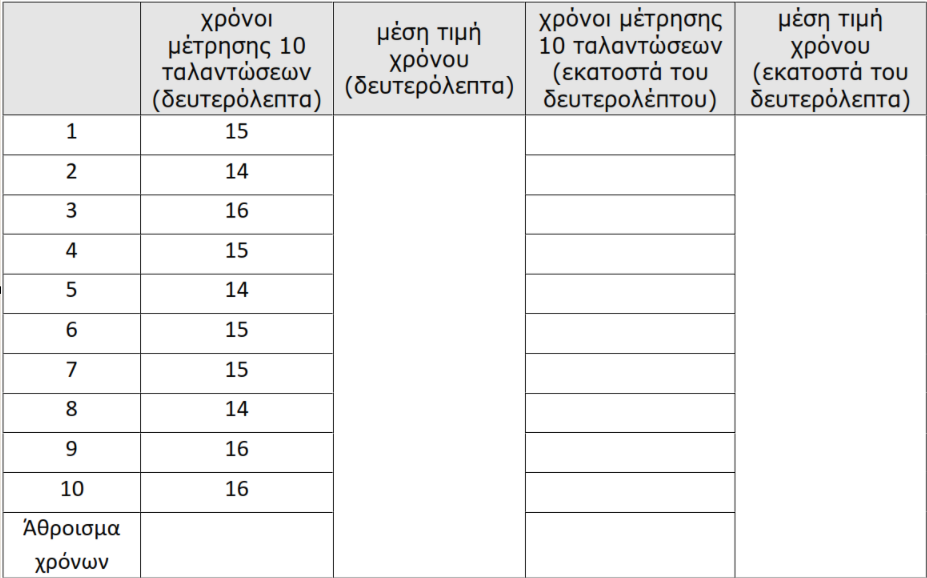 χρόνοι
μέτρησης 10
ταλαντώσεων
(δευτερόλεπτα)
μέση τιμή
χρόνου
(δευτερόλεπτα)
χρόνοι μέτρησης
10 ταλαντώσεων
(εκατοστά του
δευτερολέπτου)
μέση τιμή
χρόνου
(εκατοστά του
δευτερόλεπτα)
1 15
2 14
3 16
4 15
5 14
6 15
7 15
8 14
9 16
10 16
Άθροισμα
χρόνων